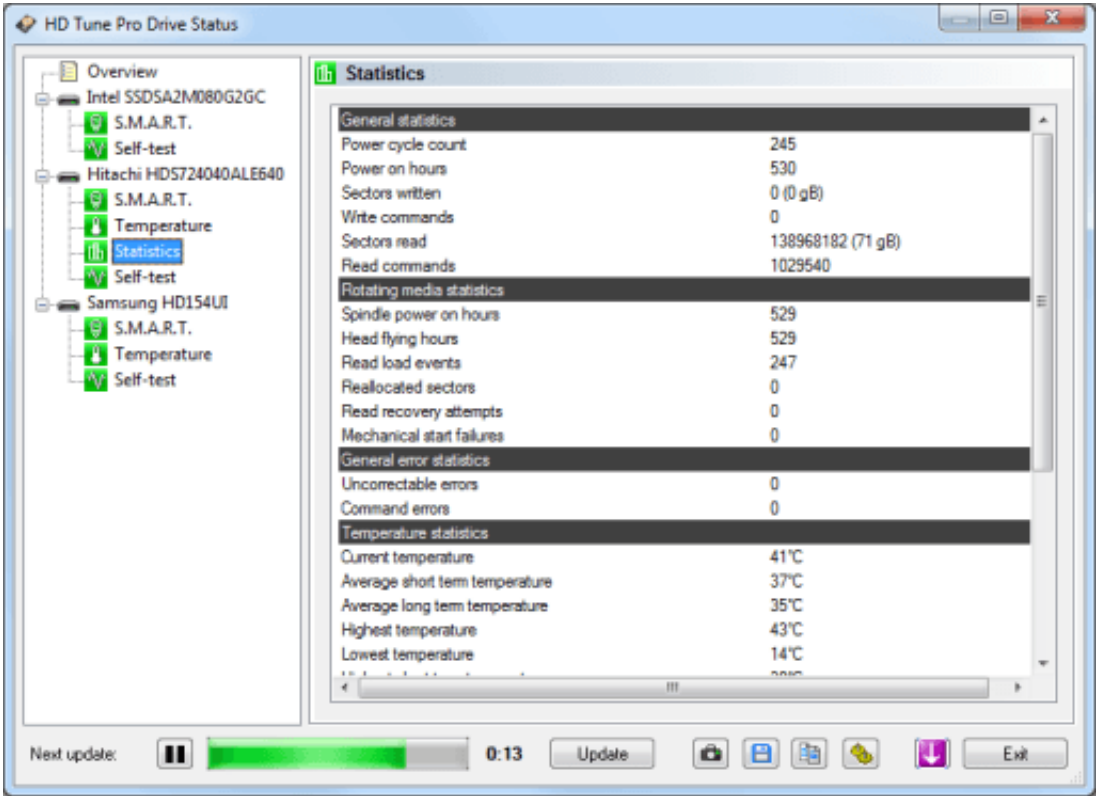 HD Tune Pro Drive Status
Overview
Intel SSDSA2M080G2GC
S.M.A.R.T.
Self-test
Hitachi HDS724040ALE640
S.M.A.R.T.
Temperature
Statistics
Self-test
Samsung HD154UI
S.M.A.R.T.
Temperature
Self-test
Statistics
General statistics
Power cycle count 245
Power on hours 530
Sectors written 0 (0 gB)
Write commands 0
Sectors read 138968182 (71 gB)
Read commands 1029540
Rotating media statistics
Spindle power on hours 529
Head flying hours 529
Read load events 247
Reallocated sectors 0
Read recovery attempts 0
Mechanical start failures 0
General error statistics
Uncorrectable errors 0
Command errors 0
Temperature statistics
Current temperature 41°C
Average short term temperature 37°C
Average long term temperature 35°C
Highest temperature 43°C
Lowest temperature 14°C
Next update: 0:13 Update Exit